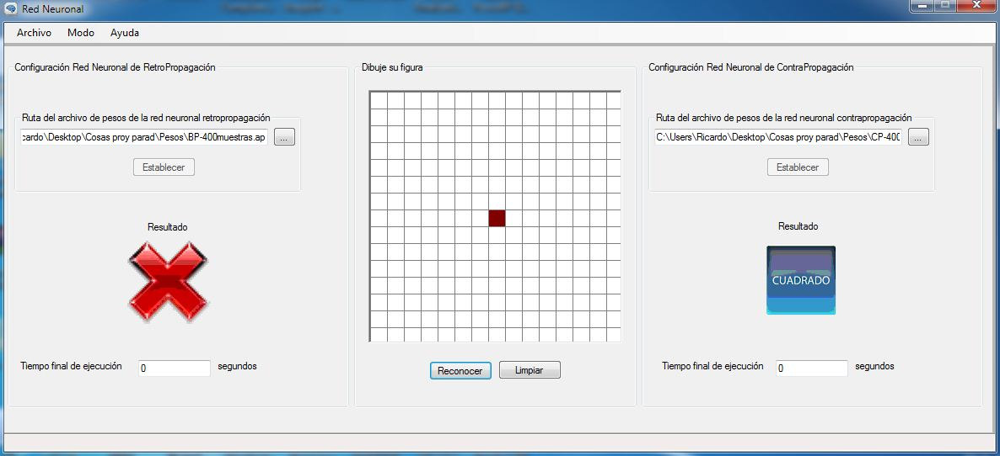 Red Neuronal
Archivo Modo Ayuda
Configuración Red Neuronal de RetroPropagación
Ruta del archivo de pesos de la red neuronal retropropagación
cardo\Desktop\Cosas proy parad\Pesos\BP-400muestras.ap ...
Establecer
Resultado
Tiempo final de ejecución 0 segundos
Dibuje su figura
Reconocer Limpiar
Configuración Red Neuronal de ContraPropagación
Ruta del archivo de pesos de la red neuronal contrapropagación
C:\Users\Ricardo\Desktop\Cosas proy parad\Pesos\CP-400 ...
Establecer
Resultado
CUADRADO
Tiempo final de ejecución 0 segundos